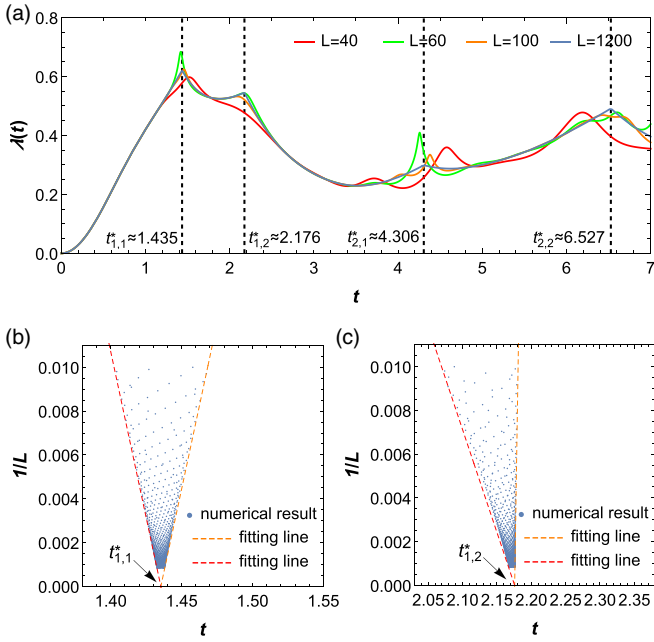 (a)
0.8
0.6
0.4
0.2
0.0
λ(t)
L=40 L=60 L=100 L=1200
t*1,1≈1.435 t*1,2≈2.176 t*2,1≈4.306 t*2,2≈6.527
0 1 2 3 4 5 6 7
t
(b)
0.010
0.008
0.006
0.004
0.002
0.000
1/L
numerical result
fitting line
fitting line
t*1,1
1.40 1.45 1.50 1.55
t
(c)
0.010
0.008
0.006
0.004
0.002
0.000
1/L
numerical result
fitting line
fitting line
t*1,2
2.05 2.10 2.15 2.20 2.25 2.30 2.35
t